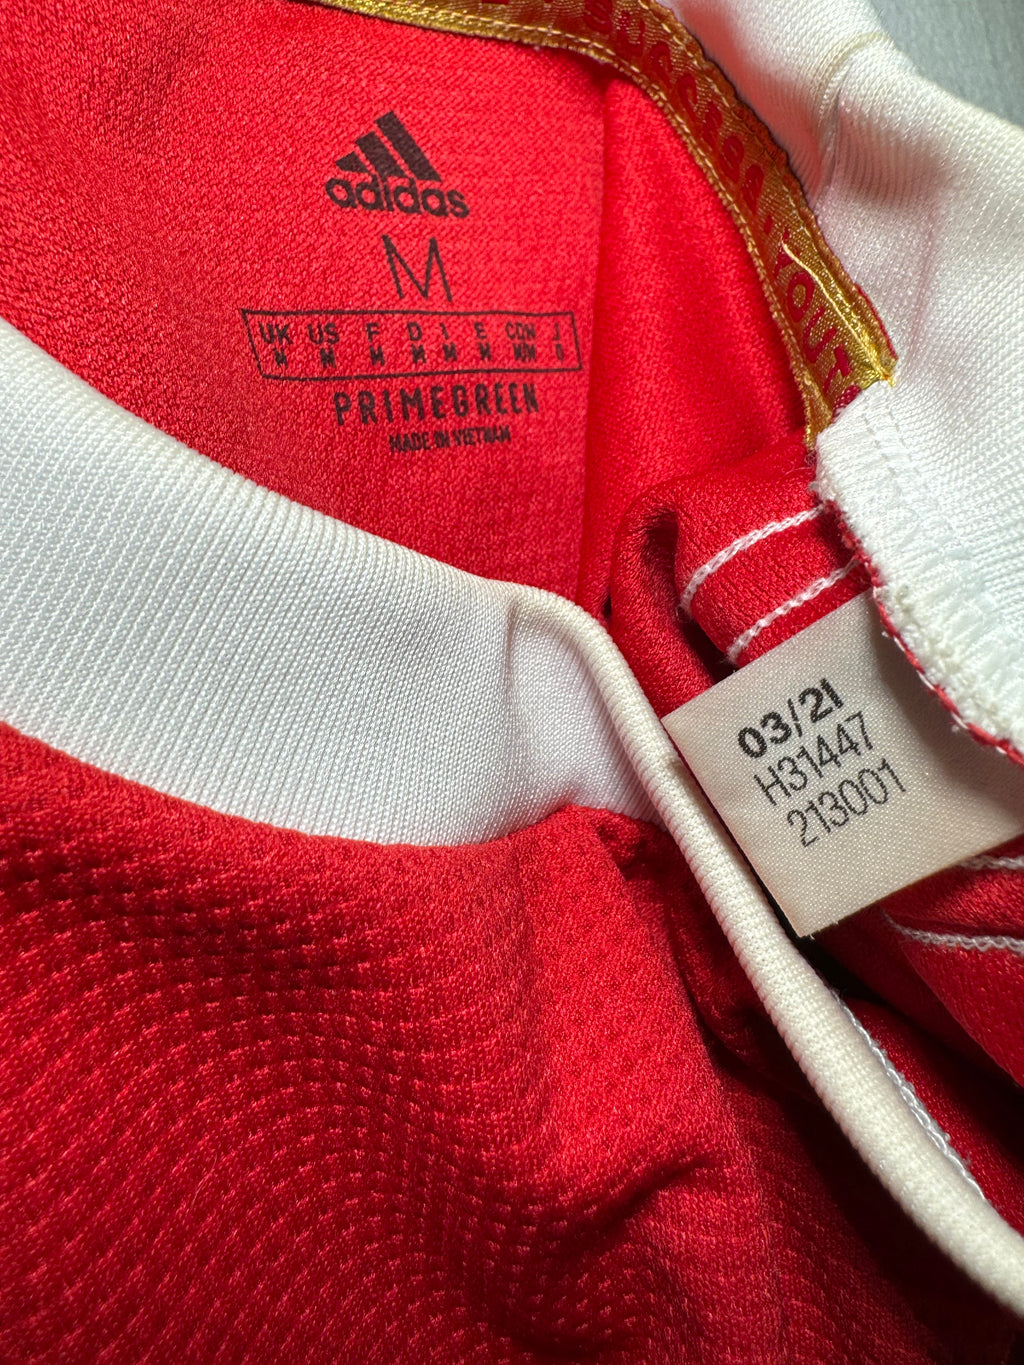 adidas
M
UK US F D I E CDN J
M M M M M M M/M O
PRIMEGREEN
MADE IN VIETNAM
03/21
H31447
213001